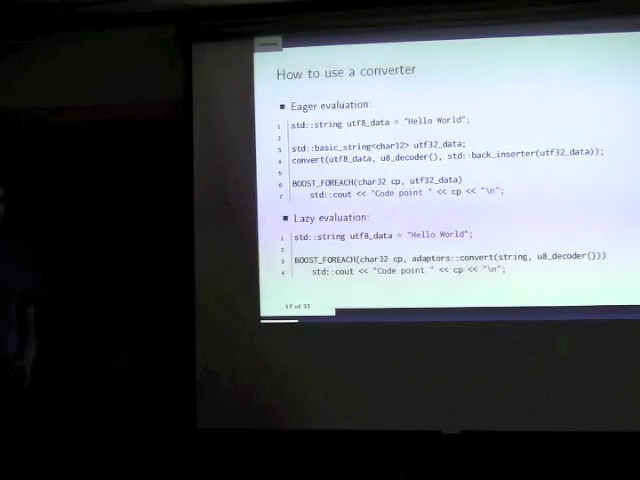 How to use a converter
Eager evaluation:
1 std::string utf8_data = "Hello World";
2
3 std::basic_string<char32> utf32_data;
4 convert(utf8_data, u8_decoder(), std::back_inserter(utf32_data));
5
6 BOOST_FOREACH(char32 cp, utf32_data)
7 std::cout << "Code point " << cp << "\n";
Lazy evaluation:
1 std::string utf8_data = "Hello World";
2
3 BOOST_FOREACH(char32 cp, adaptors::convert(string, u8_decoder()))
4 std::cout << "Code point " << cp << "\n";
17 of 33